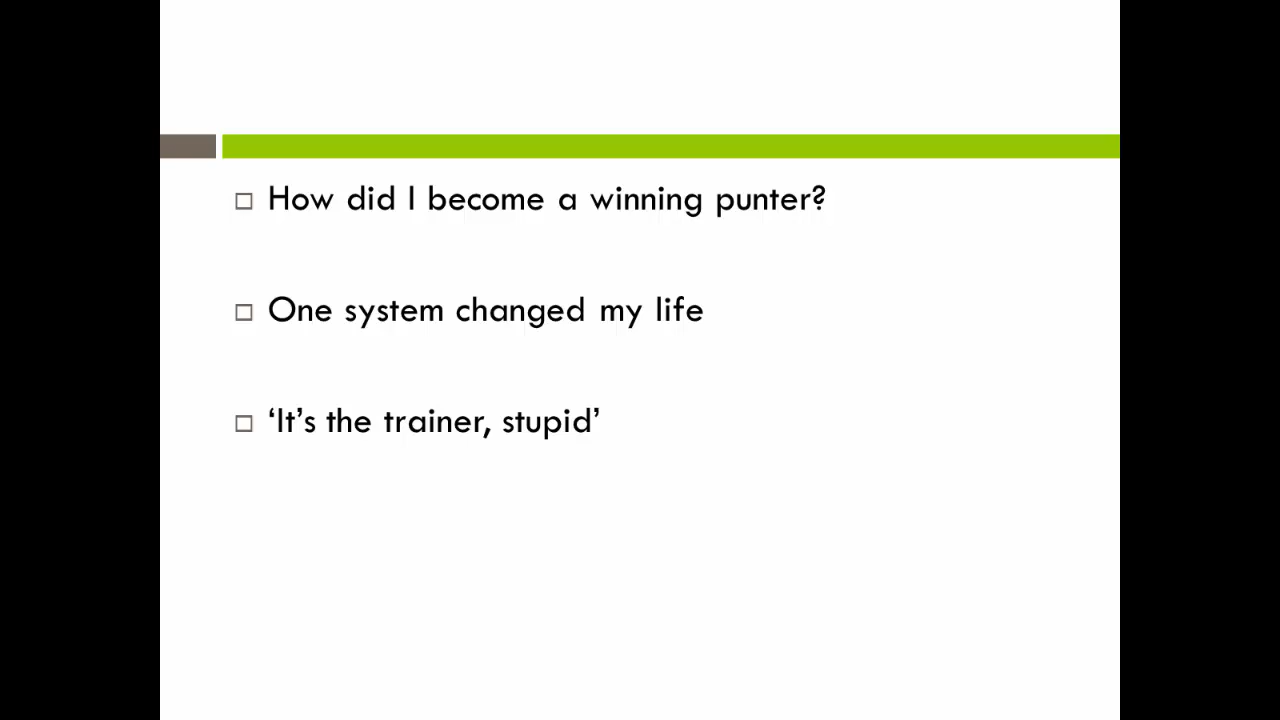 How did I become a winning punter?
One system changed my life
‘It’s the trainer, stupid’